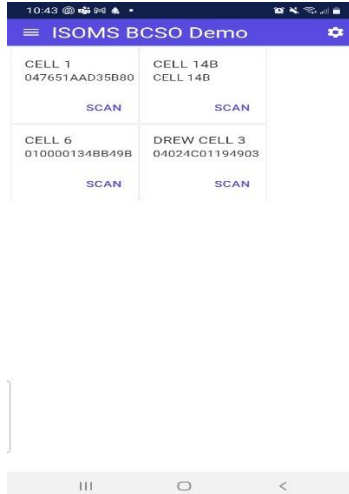 10:43
ISOMS BCSO Demo
CELL 1
047651AAD35B80
SCAN
CELL 14B
CELL 14B
SCAN
CELL 6
010000134BB49B
SCAN
DREW CELL 3
04024C01194903
SCAN